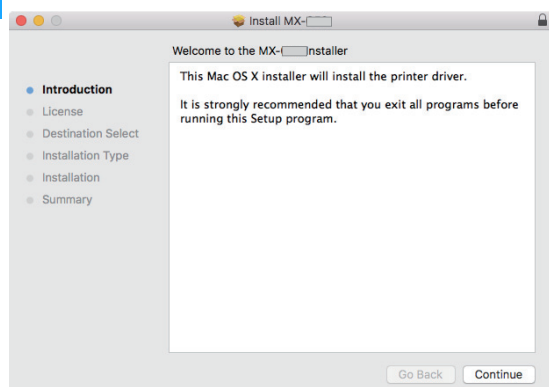 Install MX-
Welcome to the MX- nstaller
This Mac OS X installer will install the printer driver.
It is strongly recommended that you exit all programs before
running this Setup program.
Introduction
License
Destination Select
Installation Type
Installation
Summary
Go Back
Continue